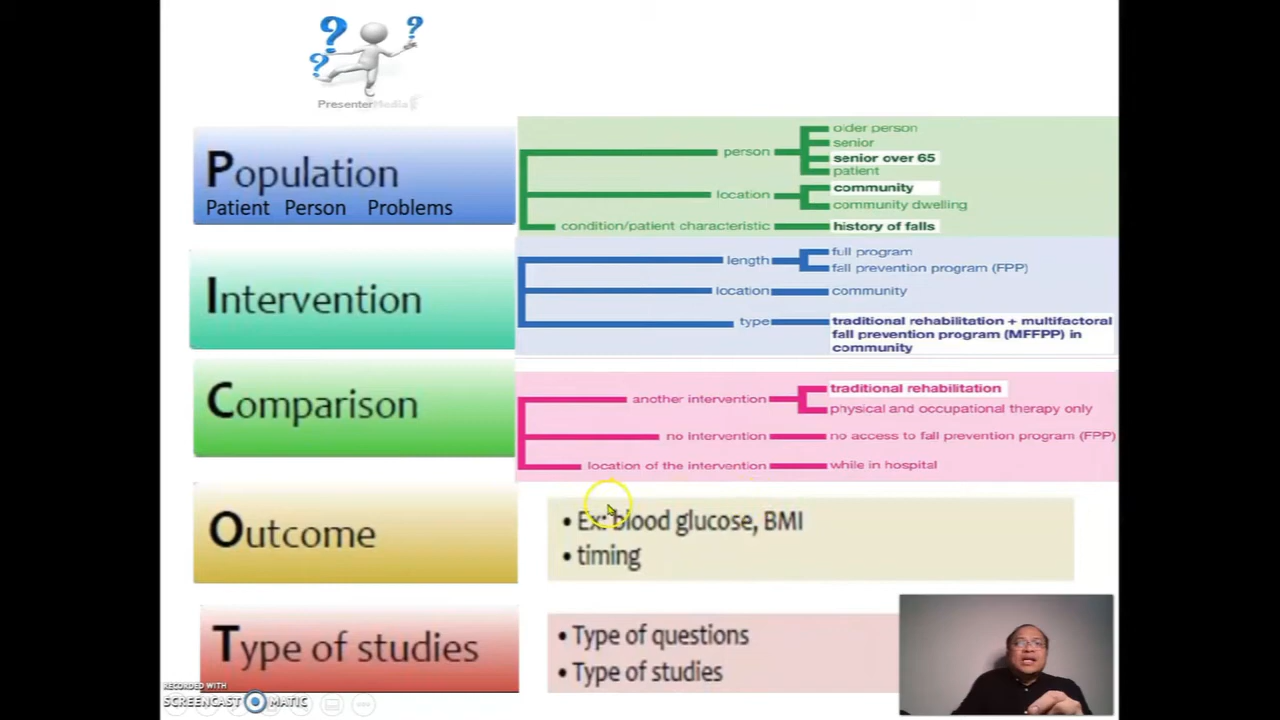 ?
?
?
PresenterMedia
Population
Patient Person Problems
person
older person
senior
senior over 65
patient
location
community
community dwelling
condition/patient characteristic
history of falls
Intervention
length
full program
fall prevention program (FPP)
location
community
type
traditional rehabilitation + multifactoral
fall prevention program (MFFPP) in
community
Comparison
another intervention
traditional rehabilitation
physical and occupational therapy only
no intervention
no access to fall prevention program (FPP)
location of the intervention
while in hospital
Outcome
• Ex: blood glucose, BMI
• timing
Type of studies
• Type of questions
• Type of studies
RECORDED WITH
SCREENCAST MATIC